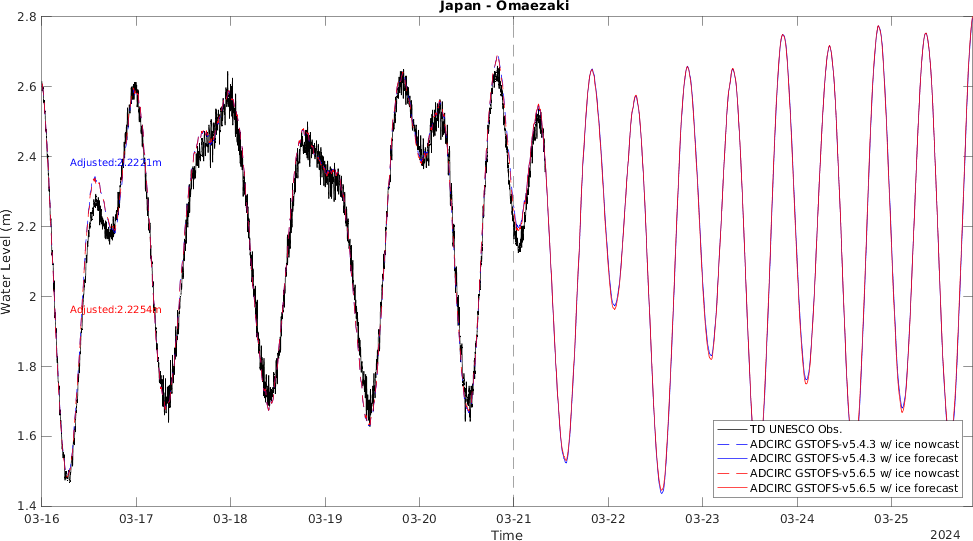 Japan - Omaezaki
2.8
2.6
2.4
2.2
2
1.8
1.6
1.4
Water Level (m)
Adjusted:2.2221m
Adjusted:2.2254m
TD UNESCO Obs.
ADCIRC GSTOFS-v5.4.3 w/ ice nowcast
ADCIRC GSTOFS-v5.4.3 w/ ice forecast
ADCIRC GSTOFS-v5.6.5 w/ ice nowcast
ADCIRC GSTOFS-v5.6.5 w/ ice forecast
03-16 03-17 03-18 03-19 03-20 03-21 03-22 03-23 03-24 03-25
Time
2024